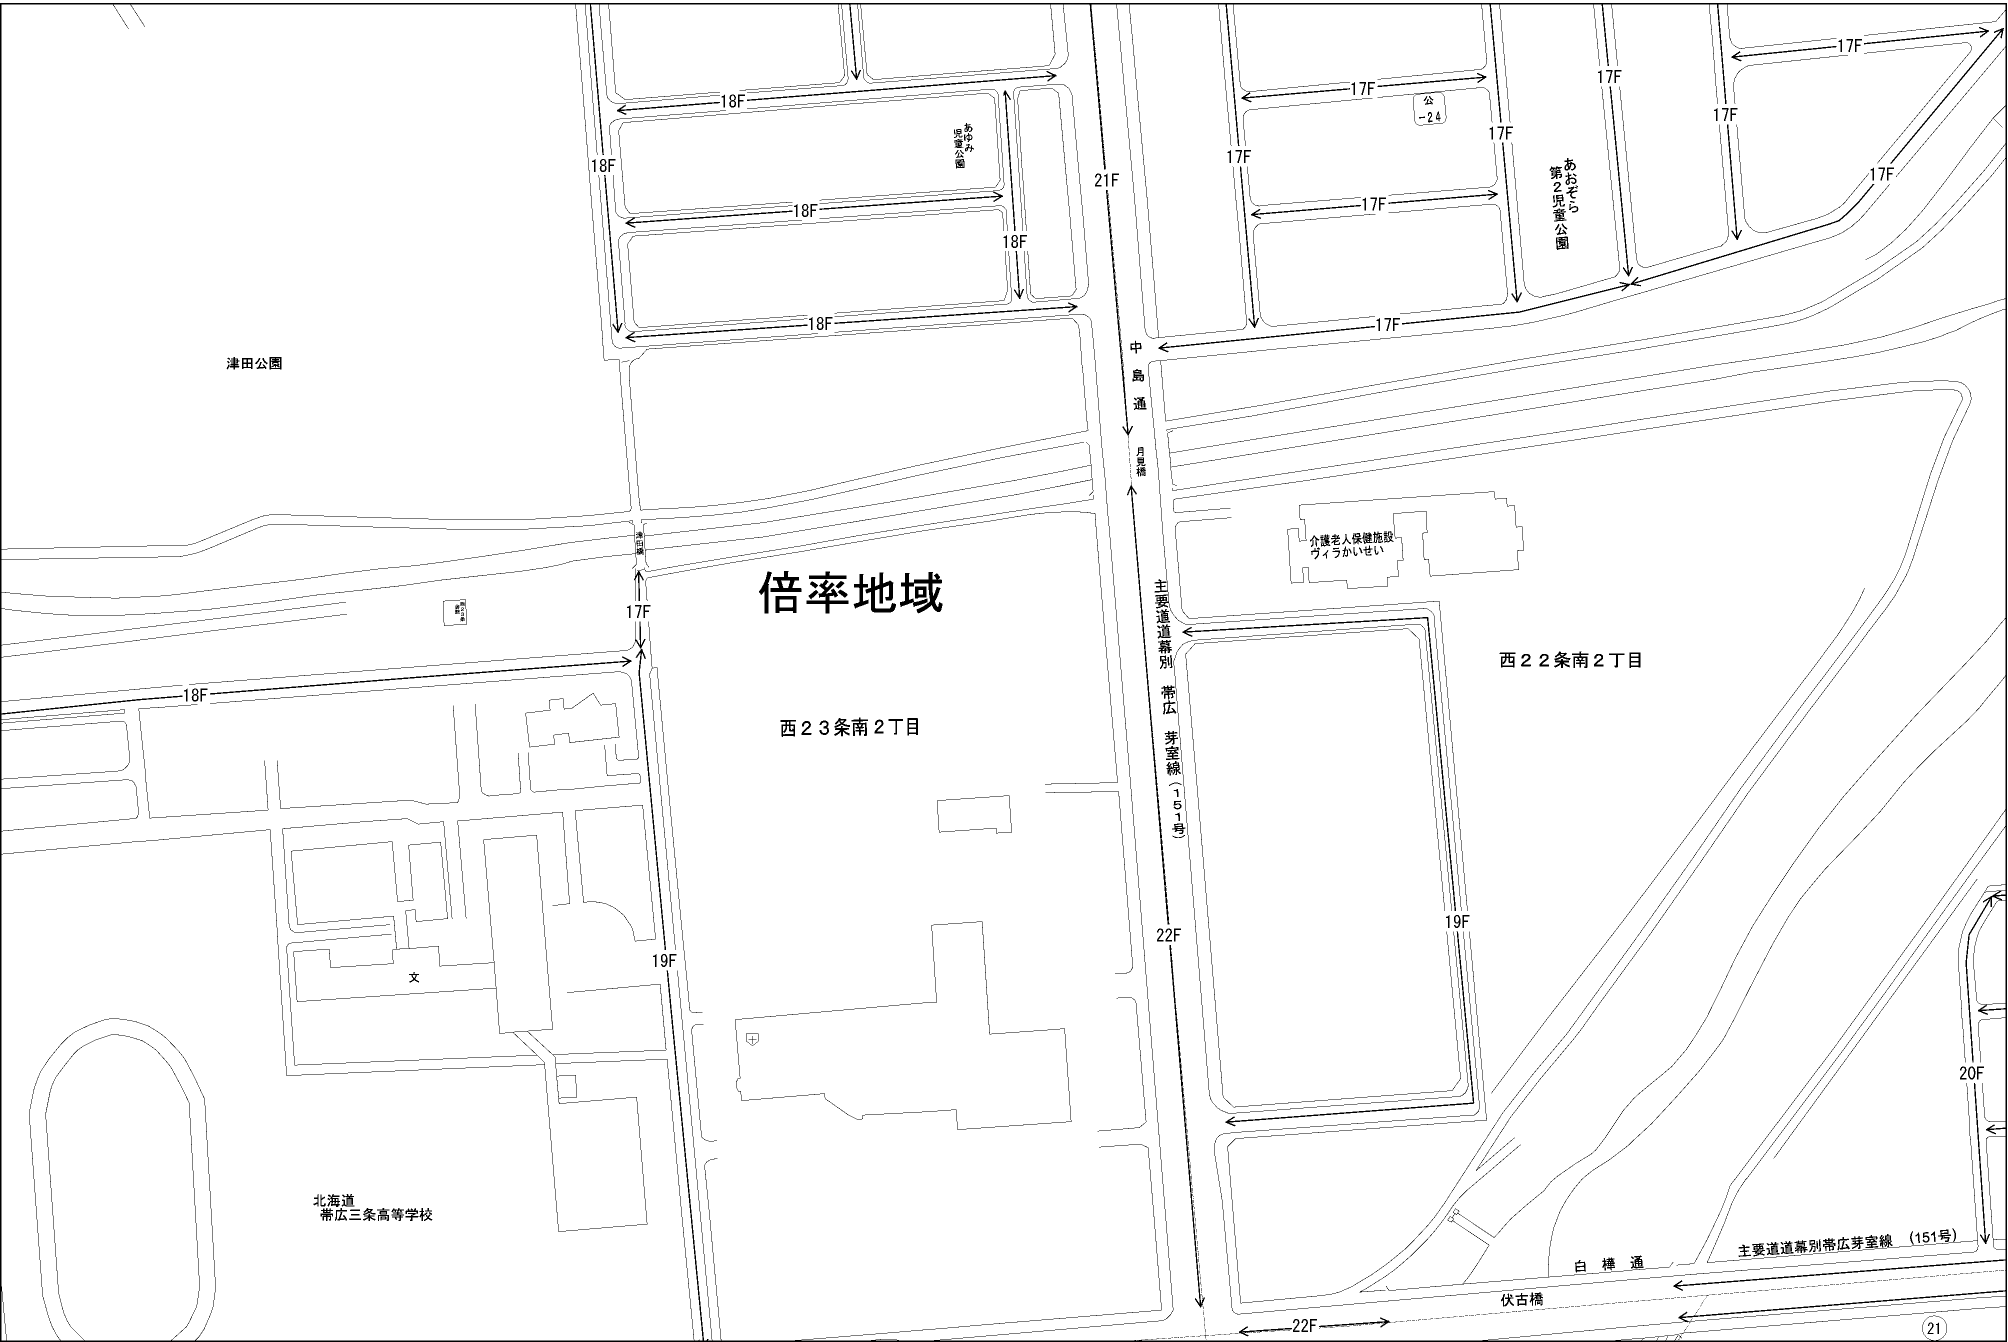 17F
17F
18F
17F
公
-24
17F
あゆみ
児童公園
17F
17F
18F
21F
17F
あおぞら
第2児童公園
17F
18F
17F
18F
18F
17F
中島通
津田公園
月見橋
津田橋
介護老人保健施設
ヴィラかいせい
倍率地域
17F
主要道道幕別 帯広 芽室線(151号)
西22条南2丁目
18F
西23条南2丁目
19F
22F
19F
文
20F
北海道
帯広三条高等学校
主要道道幕別帯広芽室線 (151号)
白樺通
伏古橋
22F
21